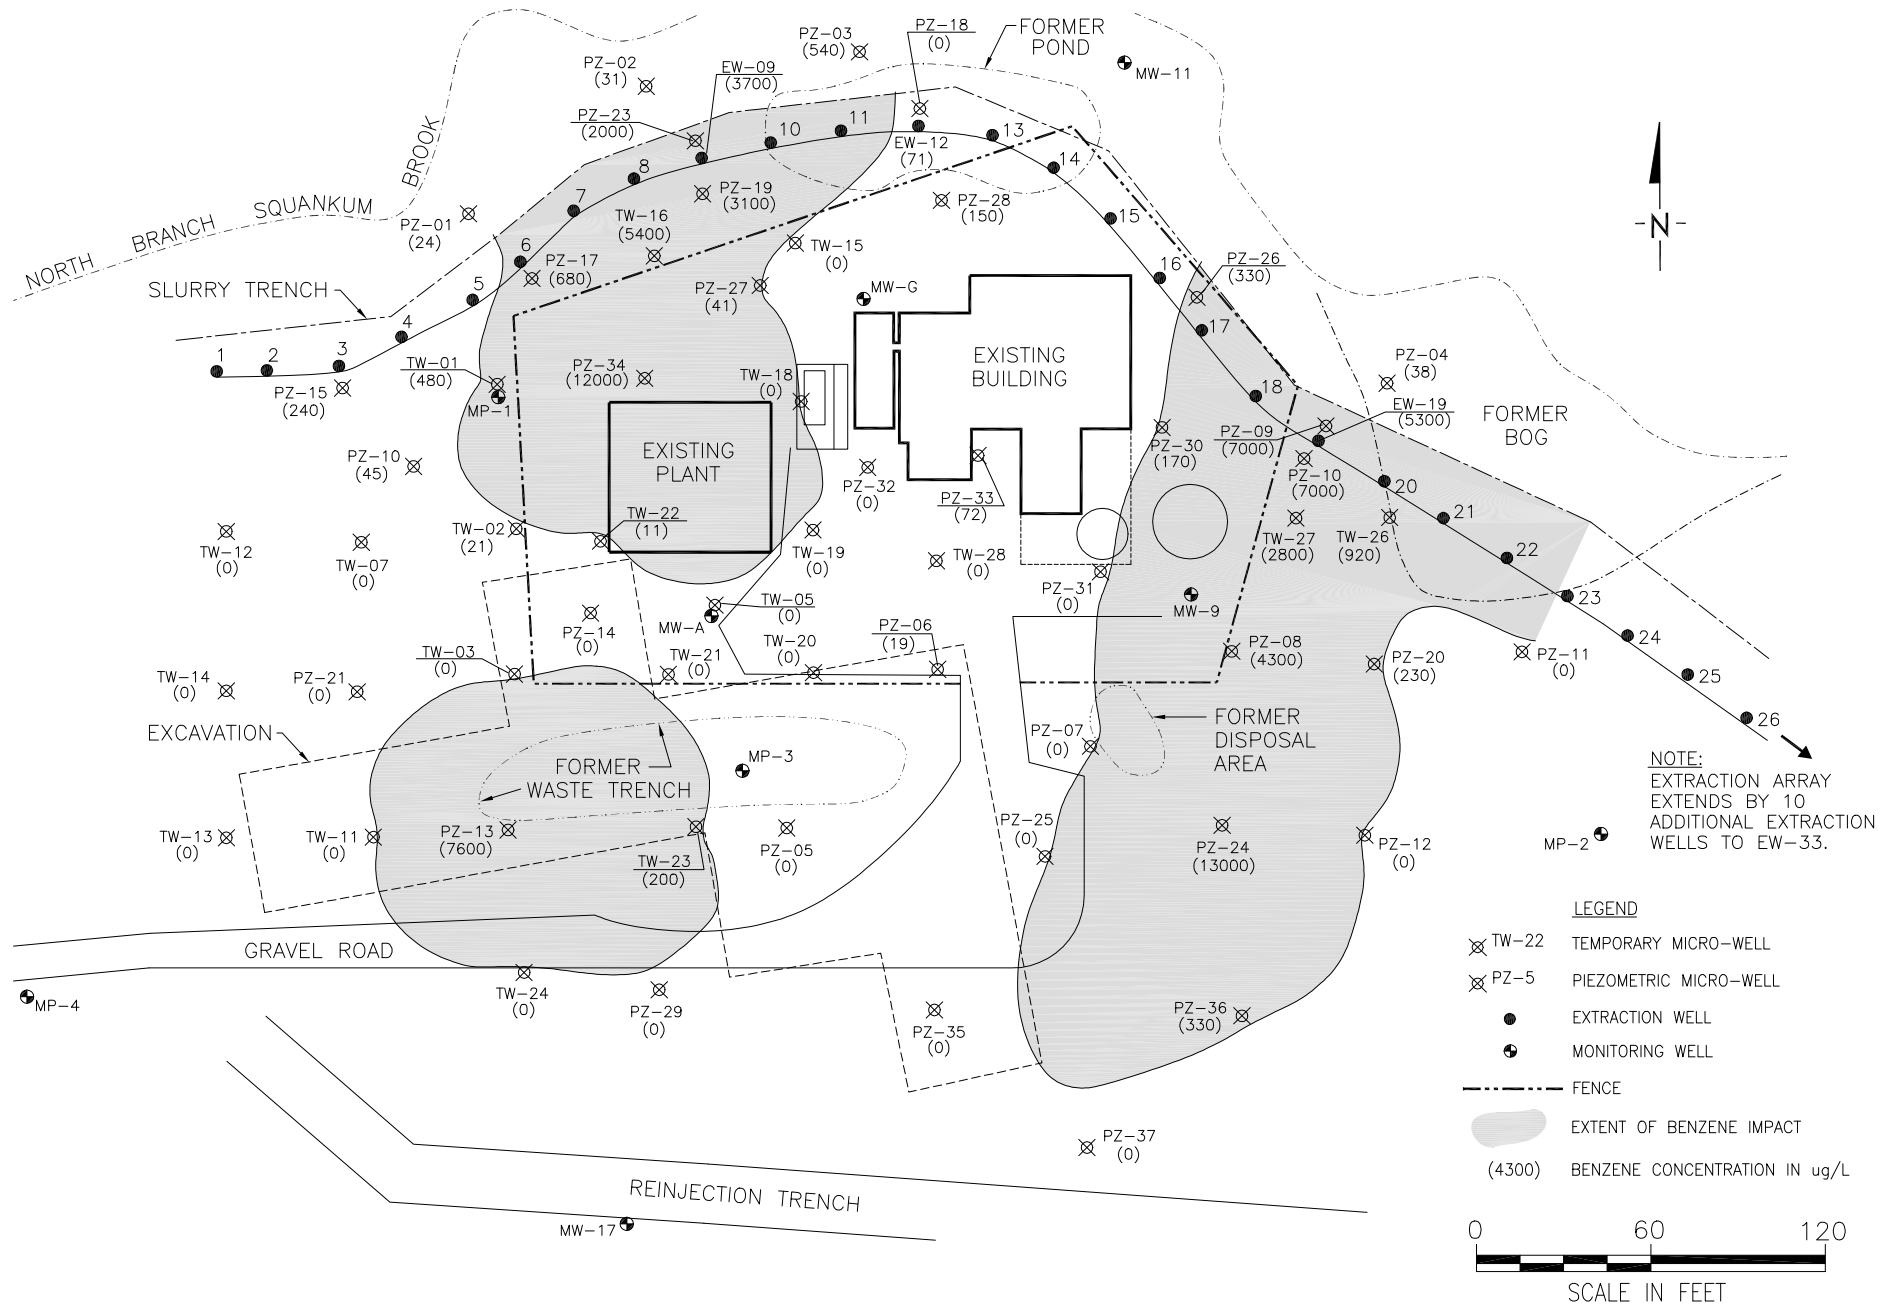 PZ-18
(0)
FORMER
POND
PZ-03
(540)
MW-11
PZ-02
(31)
EW-09
(3700)
PZ-23
(2000)
10
11
EW-12
(71)
13
14
8
7
PZ-19
(3100)
PZ-28
(150)
15
BROOK
NORTH BRANCH SQUANKUM
PZ-01
(24)
TW-16
(5400)
TW-15
(0)
N
6
PZ-17
(680)
PZ-26
(330)
16
SLURRY TRENCH
5
PZ-27
(41)
MW-G
17
4
1
2
3
PZ-15
(240)
TW-01
(480)
MP-1
PZ-34
(12000)
TW-18
(0)
EXISTING
BUILDING
18
PZ-04
(38)
EW-19
(5300)
FORMER
BOG
PZ-09
(7000)
PZ-30
(170)
PZ-10
(7000)
20
EXISTING
PLANT
PZ-10
(45)
PZ-32
(0)
PZ-33
(72)
21
TW-22
(11)
TW-02
(21)
TW-12
(0)
TW-07
(0)
TW-19
(0)
TW-28
(0)
TW-27
(2800)
TW-26
(920)
22
PZ-31
(0)
MW-9
23
PZ-14
(0)
MW-A
TW-05
(0)
PZ-06
(19)
24
TW-03
(0)
TW-21
(0)
TW-20
(0)
PZ-08
(4300)
PZ-20
(230)
PZ-11
(0)
25
TW-14
(0)
PZ-21
(0)
26
EXCAVATION
PZ-07
(0)
FORMER
DISPOSAL
AREA
FORMER
WASTE TRENCH
MP-3
NOTE:
EXTRACTION ARRAY
EXTENDS BY 10
ADDITIONAL EXTRACTION
WELLS TO EW-33.
TW-13
(0)
TW-11
(0)
PZ-13
(7600)
TW-23
(200)
PZ-05
(0)
PZ-25
(0)
PZ-24
(13000)
PZ-12
(0)
MP-2
LEGEND
TW-22 TEMPORARY MICRO-WELL
PZ-5 PIEZOMETRIC MICRO-WELL
EXTRACTION WELL
MONITORING WELL
FENCE
EXTENT OF BENZENE IMPACT
(4300) BENZENE CONCENTRATION IN ug/L
GRAVEL ROAD
MP-4
TW-24
(0)
PZ-29
(0)
PZ-35
(0)
PZ-36
(330)
PZ-37
(0)
REINJECTION TRENCH
MW-17
0 60 120
SCALE IN FEET